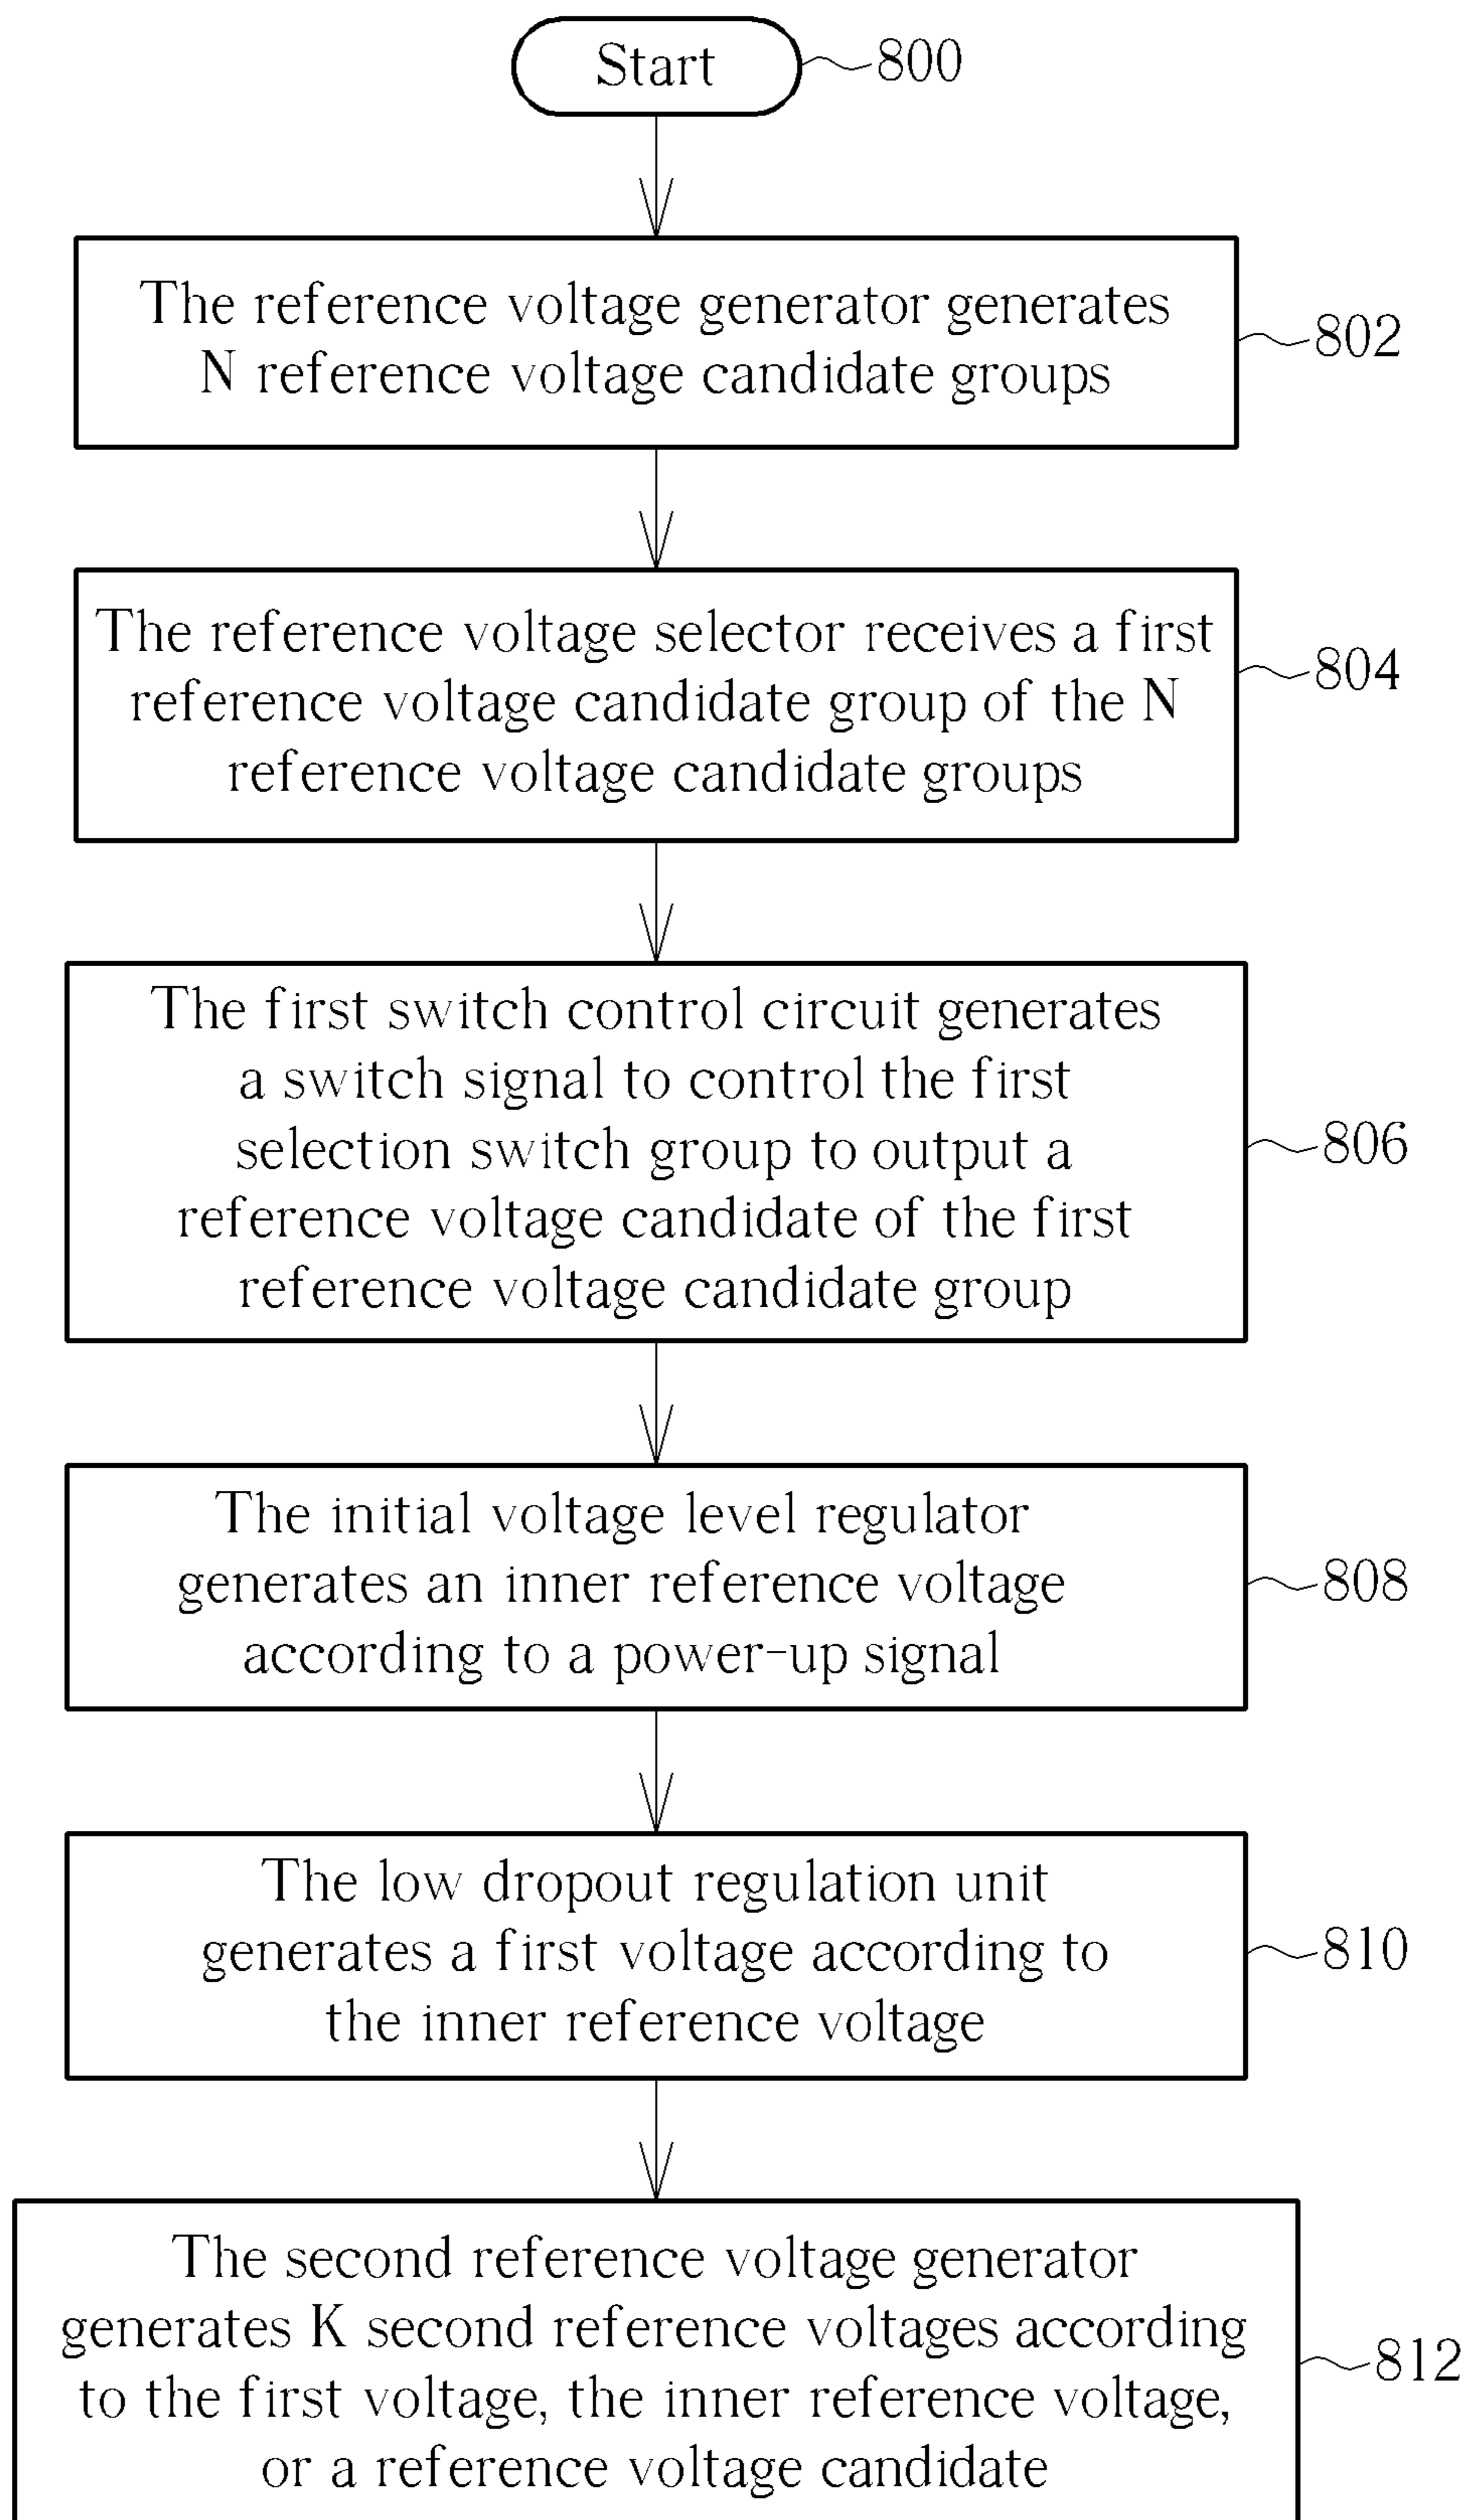 Start
800
The reference voltage generator generates
N reference voltage candidate groups
802
The reference voltage selector receives a first
reference voltage candidate group of the N
reference voltage candidate groups
804
The first switch control circuit generates
a switch signal to control the first
selection switch group to output a
reference voltage candidate of the first
reference voltage candidate group
806
The initial voltage level regulator
generates an inner reference voltage
according to a power-up signal
808
The low dropout regulation unit
generates a first voltage according to
the inner reference voltage
810
The second reference voltage generator
generates K second reference voltages according
to the first voltage, the inner reference voltage,
or a reference voltage candidate
812